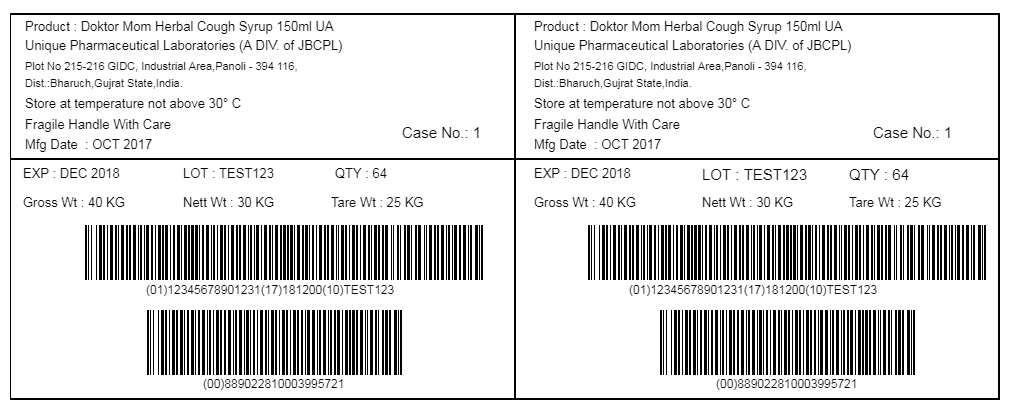 Product : Doktor Mom Herbal Cough Syrup 150ml UA
Unique Pharmaceutical Laboratories (A DIV. of JBCPL)
Plot No 215-216 GIDC, Industrial Area,Panoli - 394 116,
Dist.:Bharuch,Gujrat State,India.
Store at temperature not above 30° C
Fragile Handle With Care
Case No.: 1
Mfg Date : OCT 2017
EXP : DEC 2018 LOT : TEST123 QTY : 64
Gross Wt : 40 KG Nett Wt : 30 KG Tare Wt : 25 KG
(01)12345678901231(17)181200(10)TEST123
(00)889022810003995721
Product : Doktor Mom Herbal Cough Syrup 150ml UA
Unique Pharmaceutical Laboratories (A DIV. of JBCPL)
Plot No 215-216 GIDC, Industrial Area,Panoli - 394 116,
Dist.:Bharuch,Gujrat State,India.
Store at temperature not above 30° C
Fragile Handle With Care
Case No.: 1
Mfg Date : OCT 2017
EXP : DEC 2018 LOT : TEST123 QTY : 64
Gross Wt : 40 KG Nett Wt : 30 KG Tare Wt : 25 KG
(01)12345678901231(17)181200(10)TEST123
(00)889022810003995721